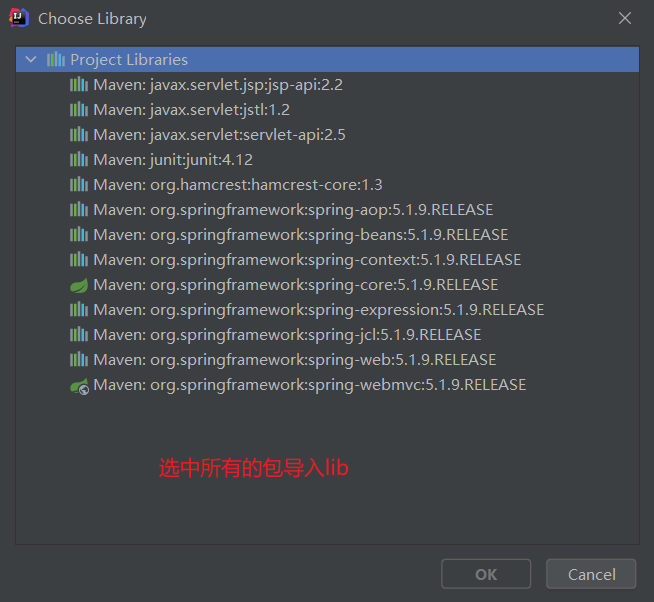 Choose Library
Project Libraries
Maven: javax.servlet.jsp:jsp-api:2.2
Maven: javax.servlet:jstl:1.2
Maven: javax.servlet:servlet-api:2.5
Maven: junit:junit:4.12
Maven: org.hamcrest:hamcrest-core:1.3
Maven: org.springframework:spring-aop:5.1.9.RELEASE
Maven: org.springframework:spring-beans:5.1.9.RELEASE
Maven: org.springframework:spring-context:5.1.9.RELEASE
Maven: org.springframework:spring-core:5.1.9.RELEASE
Maven: org.springframework:spring-expression:5.1.9.RELEASE
Maven: org.springframework:spring-jcl:5.1.9.RELEASE
Maven: org.springframework:spring-web:5.1.9.RELEASE
Maven: org.springframework:spring-webmvc:5.1.9.RELEASE
选中所有的包导入lib
OK Cancel